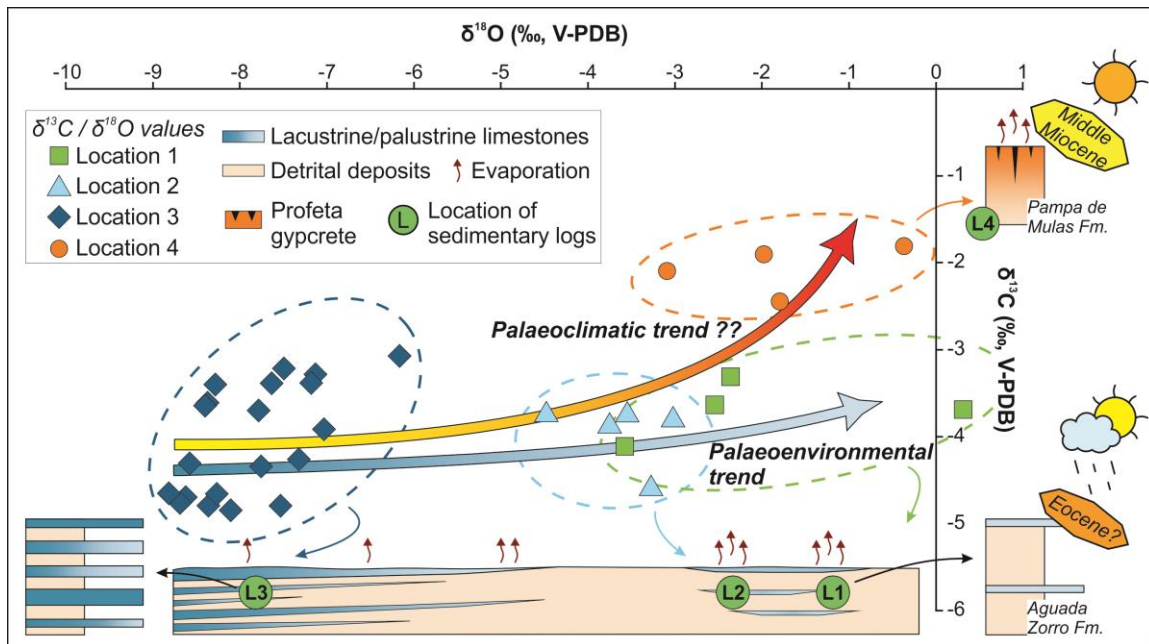 δ¹⁸O (‰, V-PDB)
-10 -9 -8 -7 -6 -5 -4 -3 -2 -1 0 1
δ¹³C / δ¹⁸O values
Location 1
Location 2
Location 3
Location 4
Lacustrine/palustrine limestones
Detrital deposits
Evaporation
Profeta
gypcrete
L
Location of
sedimentary logs
Middle
Miocene
Pampa de
Mulas Fm.
L4
-1
-2
-3
-4
-5
-6
δ¹³C (‰, V-PDB)
Palaeoclimatic trend ??
Palaeoenvironmental
trend
Eocene?
L3
L2
L1
Aguada
Zorro Fm.